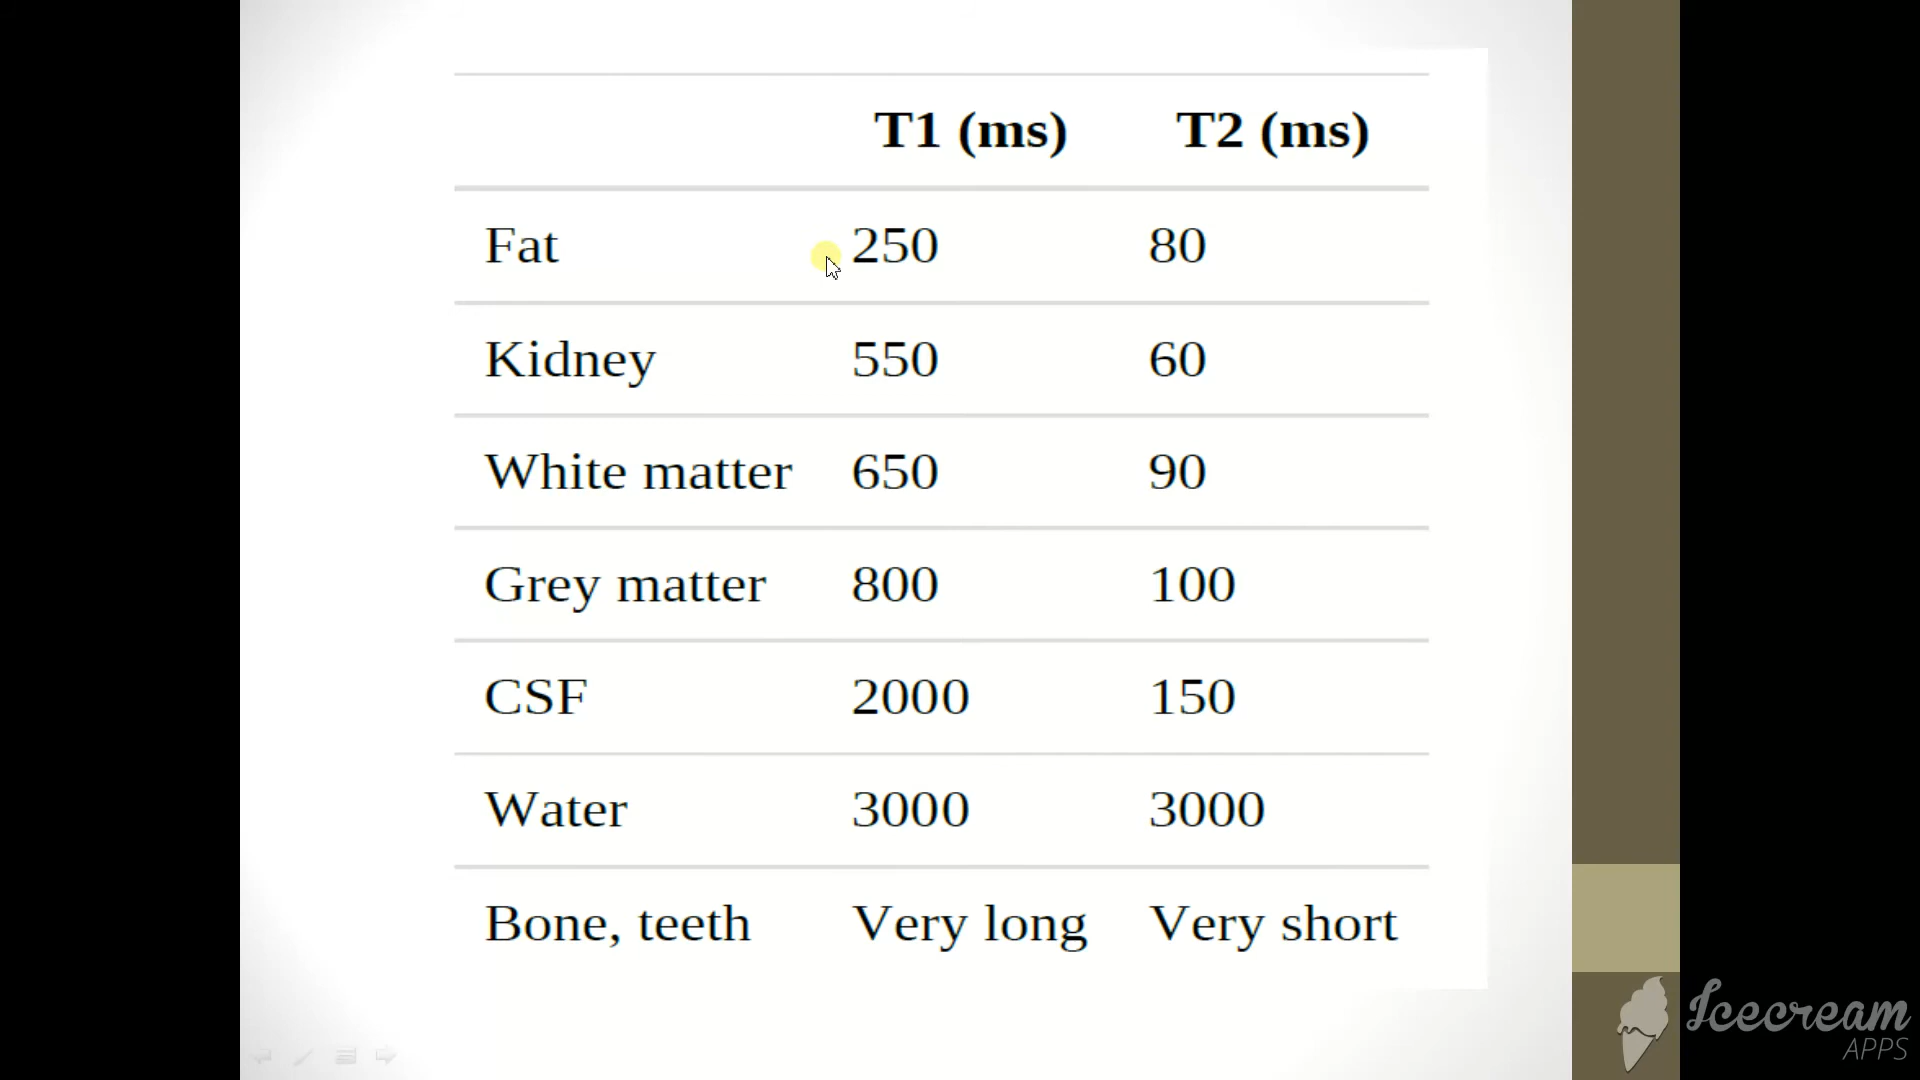 T1 (ms) T2 (ms)
Fat 250 80
Kidney 550 60
White matter 650 90
Grey matter 800 100
CSF 2000 150
Water 3000 3000
Bone, teeth Very long Very short
Icecream
APPS